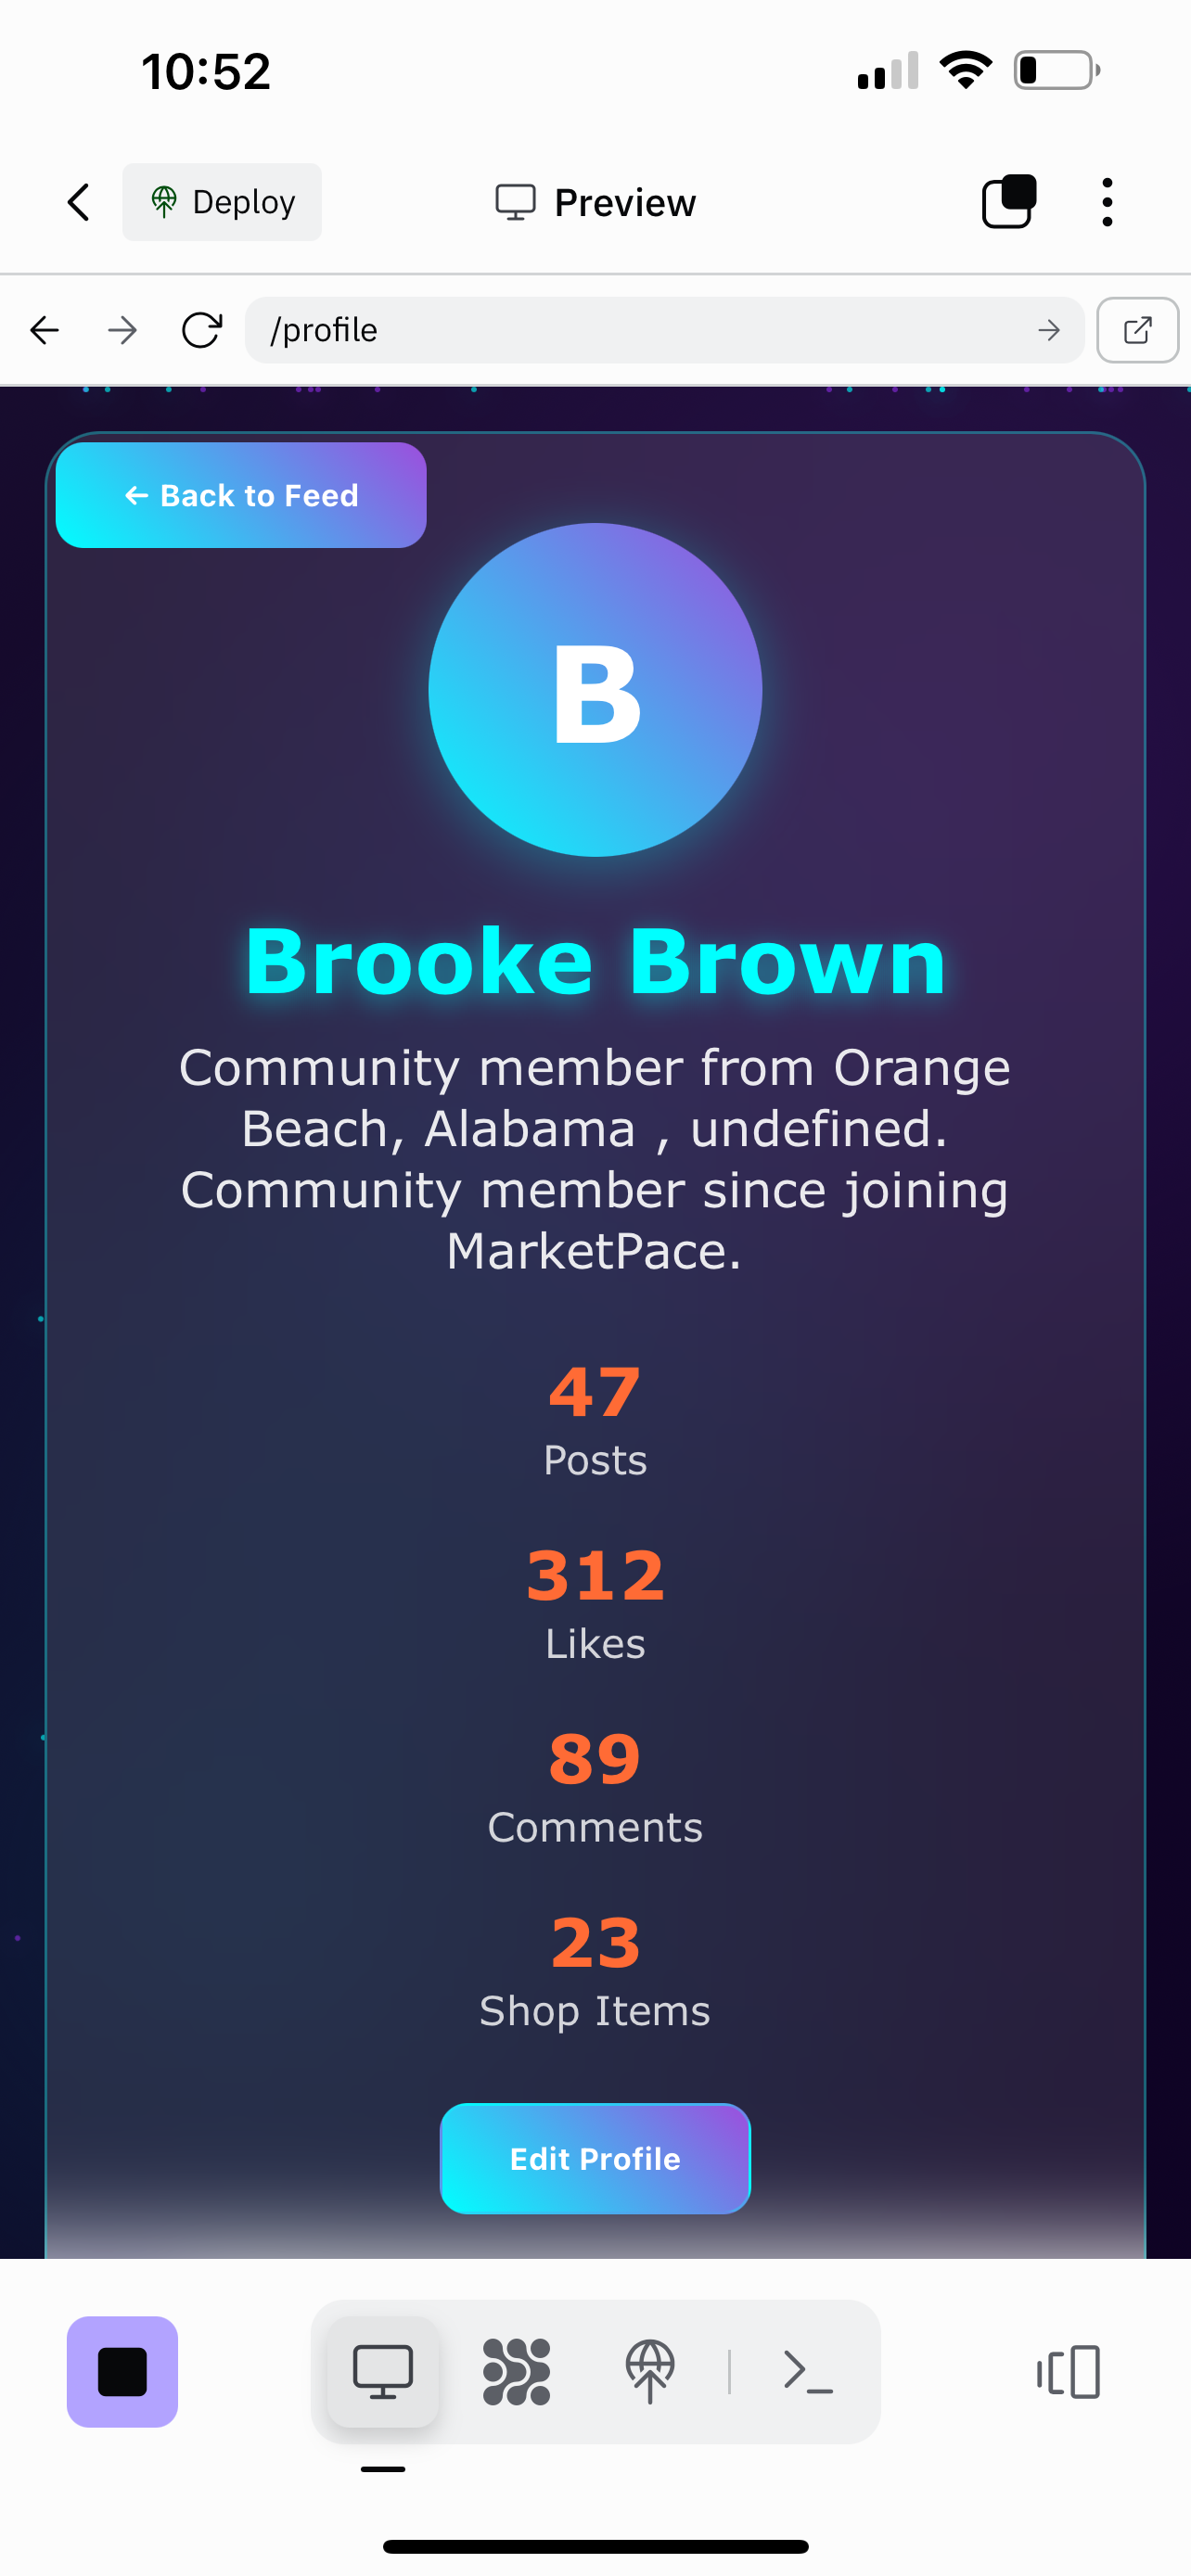 10:52
Deploy
Preview
/profile
← Back to Feed
B
Brooke Brown
Community member from Orange
Beach, Alabama , undefined.
Community member since joining
MarketPace.
47
Posts
312
Likes
89
Comments
23
Shop Items
Edit Profile